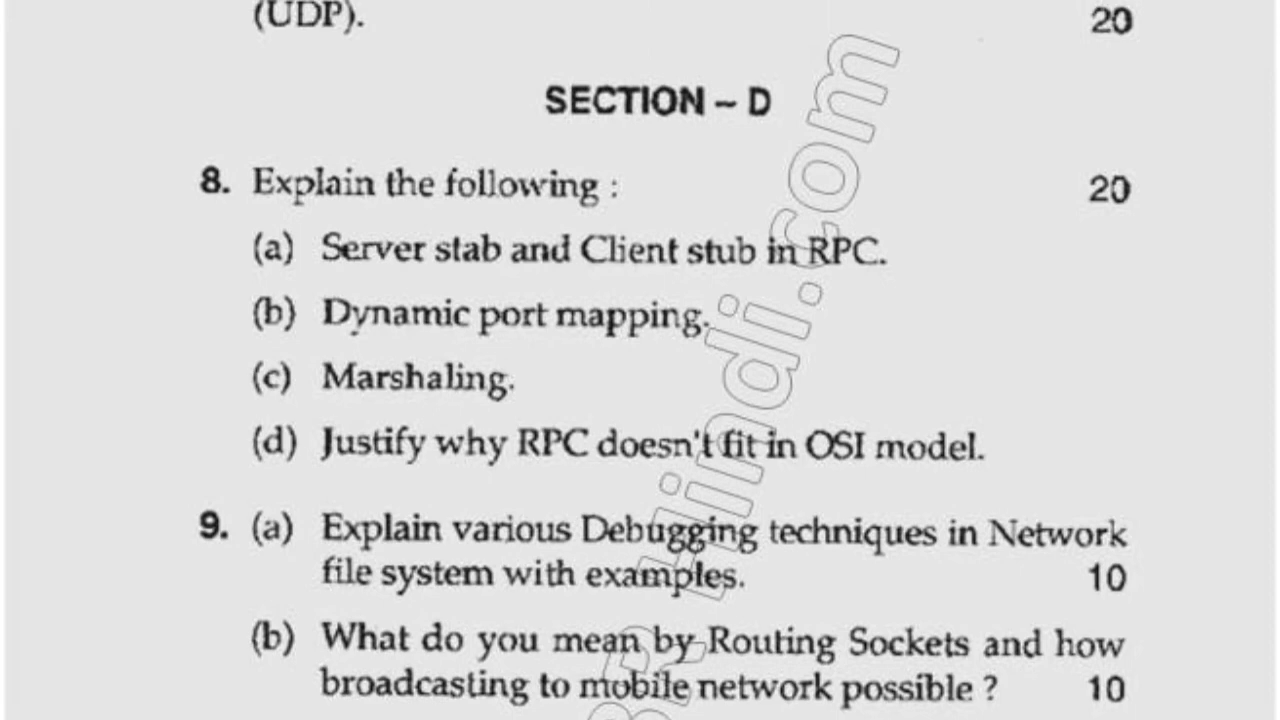 (UDP). 20
SECTION – D
8. Explain the following : 20
(a) Server stab and Client stub in RPC.
(b) Dynamic port mapping.
(c) Marshaling.
(d) Justify why RPC doesn't fit in OSI model.
9. (a) Explain various Debugging techniques in Network
file system with examples. 10
(b) What do you mean by Routing Sockets and how
broadcasting to mobile network possible ? 10
Hindi.com